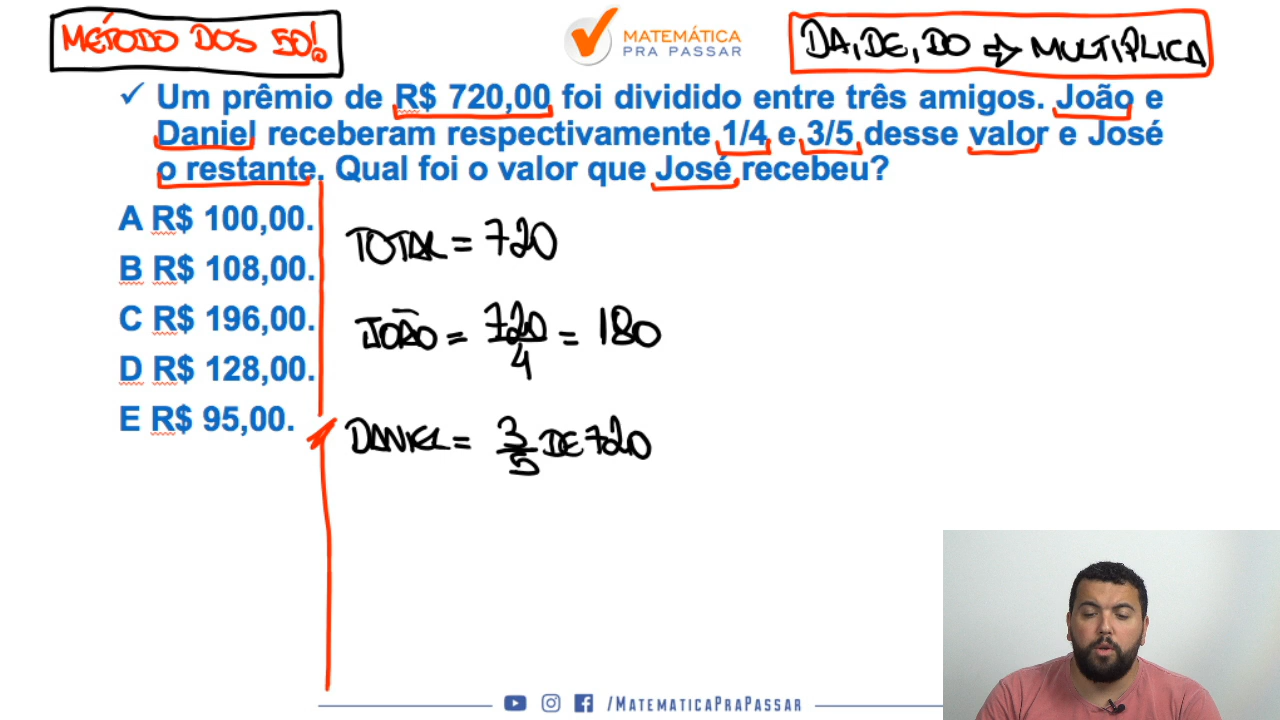 MÉTODO DOS 50!
MATEMÁTICA
PRA PASSAR
DA, DE, DO ⇒ MULTIPLICA
✓ Um prêmio de R$ 720,00 foi dividido entre três amigos. João e
Daniel receberam respectivamente 1/4 e 3/5 desse valor e José
o restante. Qual foi o valor que José recebeu?
A R$ 100,00.
B R$ 108,00.
C R$ 196,00.
D R$ 128,00.
E R$ 95,00.
TOTAL = 720
JOÃO = 720/4 = 180
DANIEL = 3/5 DE 720
/MATEMATICAPRAPASSAR